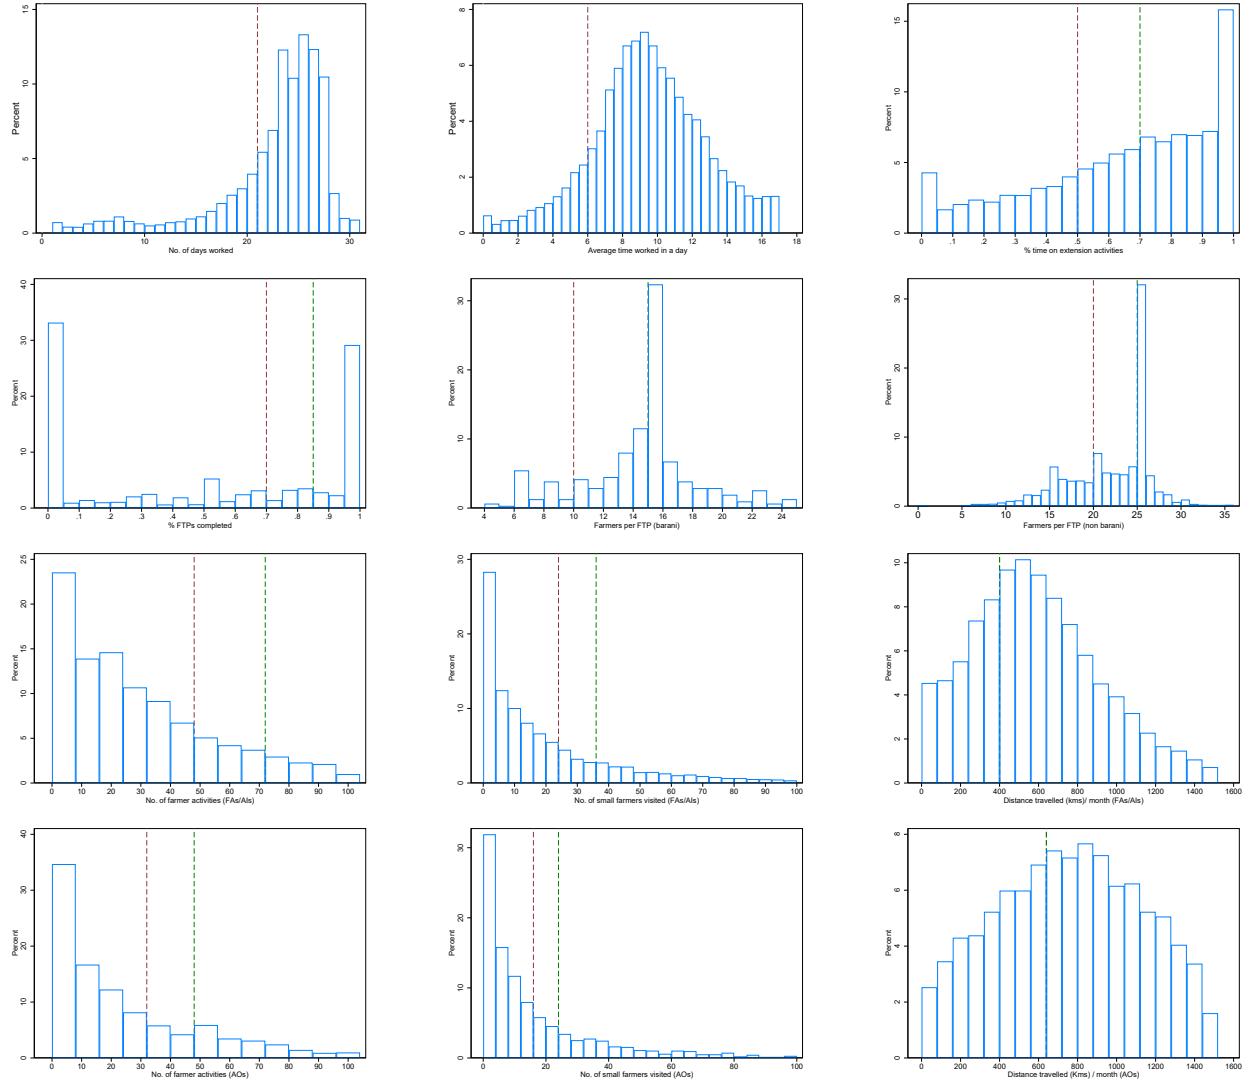 Percent
15
10
5
0
0 10 20 30
No. of days worked
Percent
8
6
4
2
0
0 2 4 6 8 10 12 14 16 18
Average time worked in a day
Percent
15
10
5
0
0 .1 .2 .3 .4 .5 .6 .7 .8 .9 1
% time on extension activities
Percent
40
30
20
10
0
0 .1 .2 .3 .4 .5 .6 .7 .8 .9 1
% FTPs completed
Percent
30
20
10
0
4 6 8 10 12 14 16 18 20 22 24
Farmers per FTP (barani)
Percent
30
20
10
0
0 5 10 15 20 25 30 35
Farmers per FTP (non barani)
Percent
25
20
15
10
5
0
0 10 20 30 40 50 60 70 80 90 100
No. of farmer activities (FAs/AIs)
Percent
30
20
10
0
0 10 20 30 40 50 60 70 80 90 100
No. of small farmers visited (FAs/AIs)
Percent
10
8
6
4
2
0
0 200 400 600 800 1000 1200 1400 1600
Distance travelled (kms)/ month (FAs/AIs)
Percent
40
30
20
10
0
0 10 20 30 40 50 60 70 80 90 100
No. of farmer activities (AOs)
Percent
30
20
10
0
0 20 40 60 80 100
No. of small farmers visited (AOs)
Percent
8
6
4
2
0
0 200 400 600 800 1000 1200 1400 1600
Distance travelled (Kms) / month (AOs)